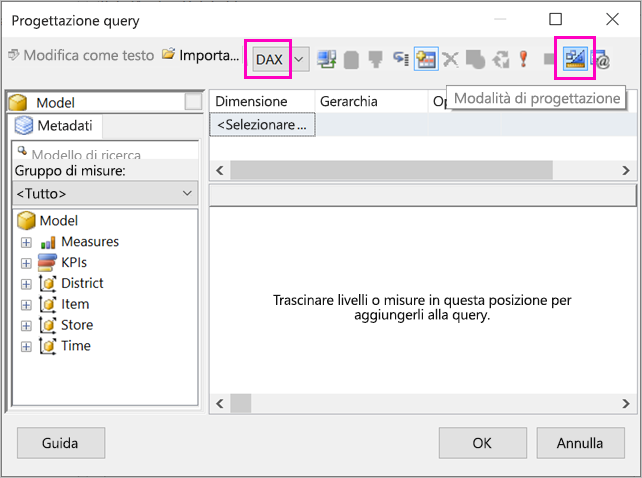 Progettazione query
Modifica come testo Importa... DAX
Modalità di progettazione
Model
Metadati
Modello di ricerca
Gruppo di misure:
<Tutto>
Model
Measures
KPIs
District
Item
Store
Time
Dimensione Gerarchia Op
<Selezionare ...
Trascinare livelli o misure in questa posizione per
aggiungerli alla query.
Guida OK Annulla